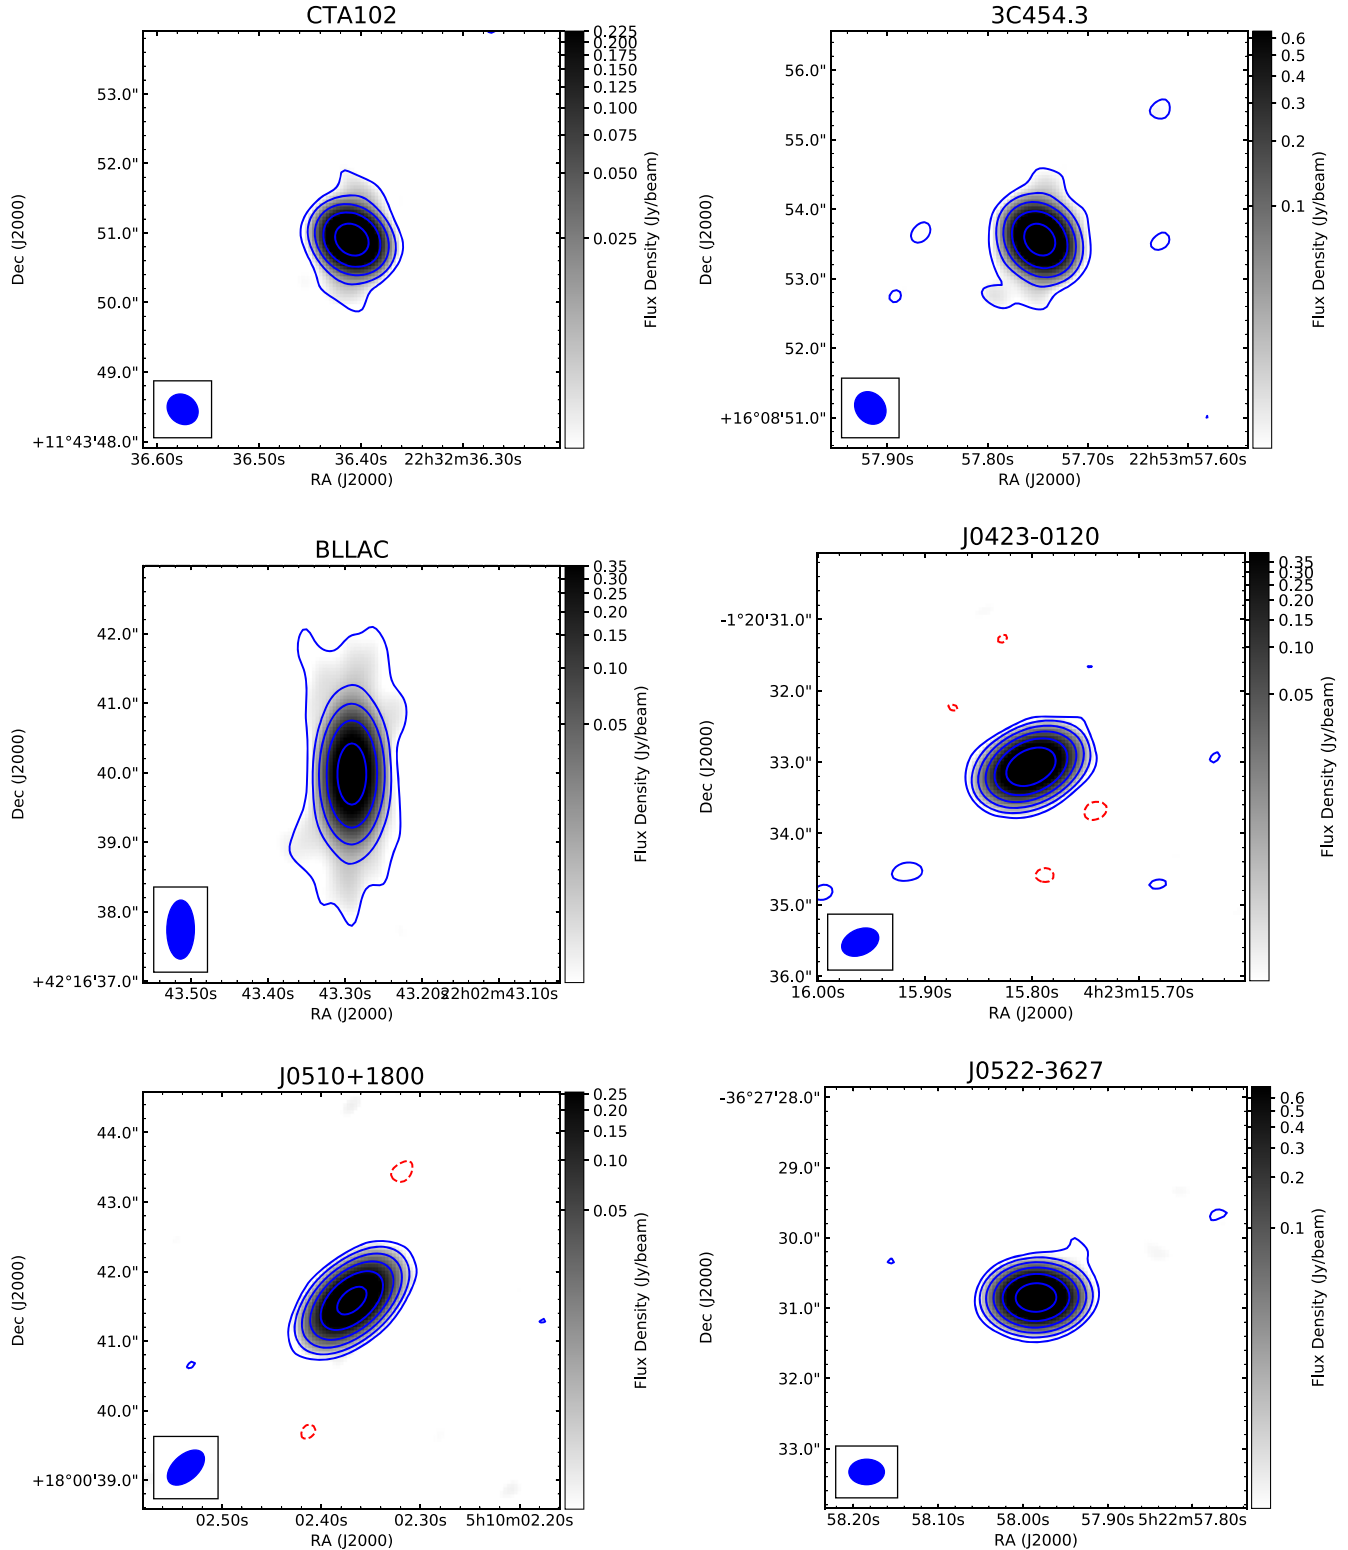 CTA102
53.0"
52.0"
51.0"
50.0"
49.0"
+11°43'48.0"
36.60s 36.50s 36.40s 22h32m36.30s
RA (J2000)
Dec (J2000)
0.225
0.200
0.175
0.150
0.125
0.100
0.075
0.050
0.025
Flux Density (Jy/beam)
3C454.3
56.0"
55.0"
54.0"
53.0"
52.0"
+16°08'51.0"
57.90s 57.80s 57.70s 22h53m57.60s
RA (J2000)
Dec (J2000)
0.6
0.5
0.4
0.3
0.2
0.1
Flux Density (Jy/beam)
BLLAC
42.0"
41.0"
40.0"
39.0"
38.0"
+42°16'37.0"
43.50s 43.40s 43.30s 43.20s 22h02m43.10s
RA (J2000)
Dec (J2000)
0.35
0.30
0.25
0.20
0.15
0.10
0.05
Flux Density (Jy/beam)
J0423-0120
-1°20'31.0"
32.0"
33.0"
34.0"
35.0"
36.0"
16.00s 15.90s 15.80s 4h23m15.70s
RA (J2000)
Dec (J2000)
0.35
0.30
0.25
0.20
0.15
0.10
0.05
Flux Density (Jy/beam)
J0510+1800
44.0"
43.0"
42.0"
41.0"
40.0"
+18°00'39.0"
02.50s 02.40s 02.30s 5h10m02.20s
RA (J2000)
Dec (J2000)
0.25
0.20
0.15
0.10
0.05
Flux Density (Jy/beam)
J0522-3627
-36°27'28.0"
29.0"
30.0"
31.0"
32.0"
33.0"
58.20s 58.10s 58.00s 57.90s 5h22m57.80s
RA (J2000)
Dec (J2000)
0.6
0.5
0.4
0.3
0.2
0.1
Flux Density (Jy/beam)